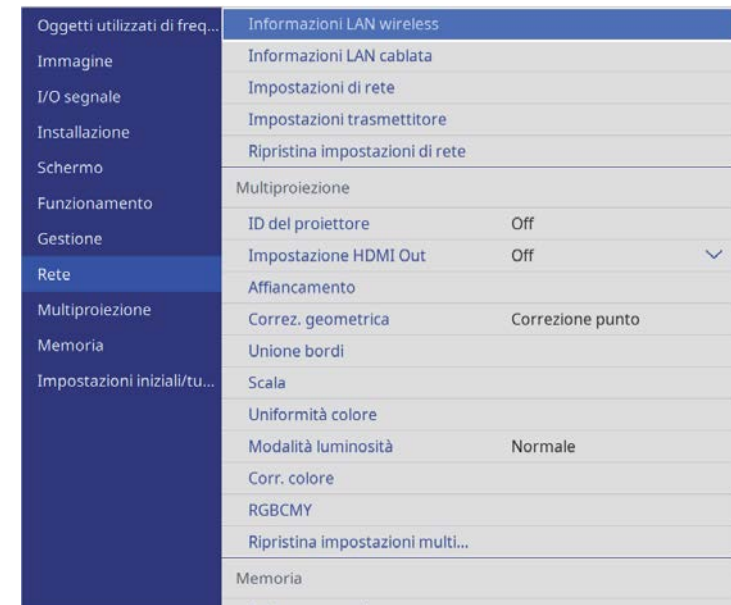 Oggetti utilizzati di freq...
Immagine
I/O segnale
Installazione
Schermo
Funzionamento
Gestione
Rete
Multiproiezione
Memoria
Impostazioni iniziali/tu...
Informazioni LAN wireless
Informazioni LAN cablata
Impostazioni di rete
Impostazioni trasmettitore
Ripristina impostazioni di rete
Multiproiezione
ID del proiettore Off
Impostazione HDMI Out Off
Affiancamento
Correz. geometrica Correzione punto
Unione bordi
Scala
Uniformità colore
Modalità luminosità Normale
Corr. colore
RGBCMY
Ripristina impostazioni multi...
Memoria